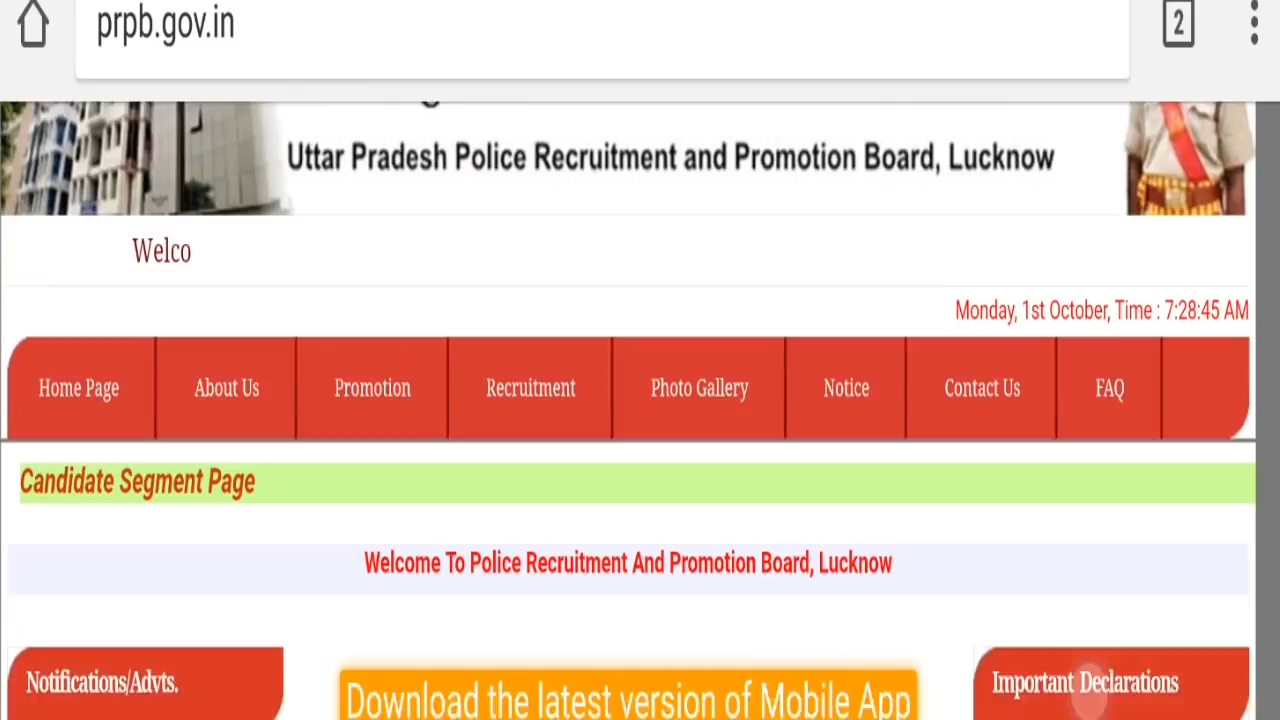 prpb.gov.in
2
Uttar Pradesh Police Recruitment and Promotion Board, Lucknow
Welco
Monday, 1st October, Time : 7:28:45 AM
Home Page About Us Promotion Recruitment Photo Gallery Notice Contact Us FAQ
Candidate Segment Page
Welcome To Police Recruitment And Promotion Board, Lucknow
Notifications/Advts.
Download the latest version of Mobile App
Important Declarations